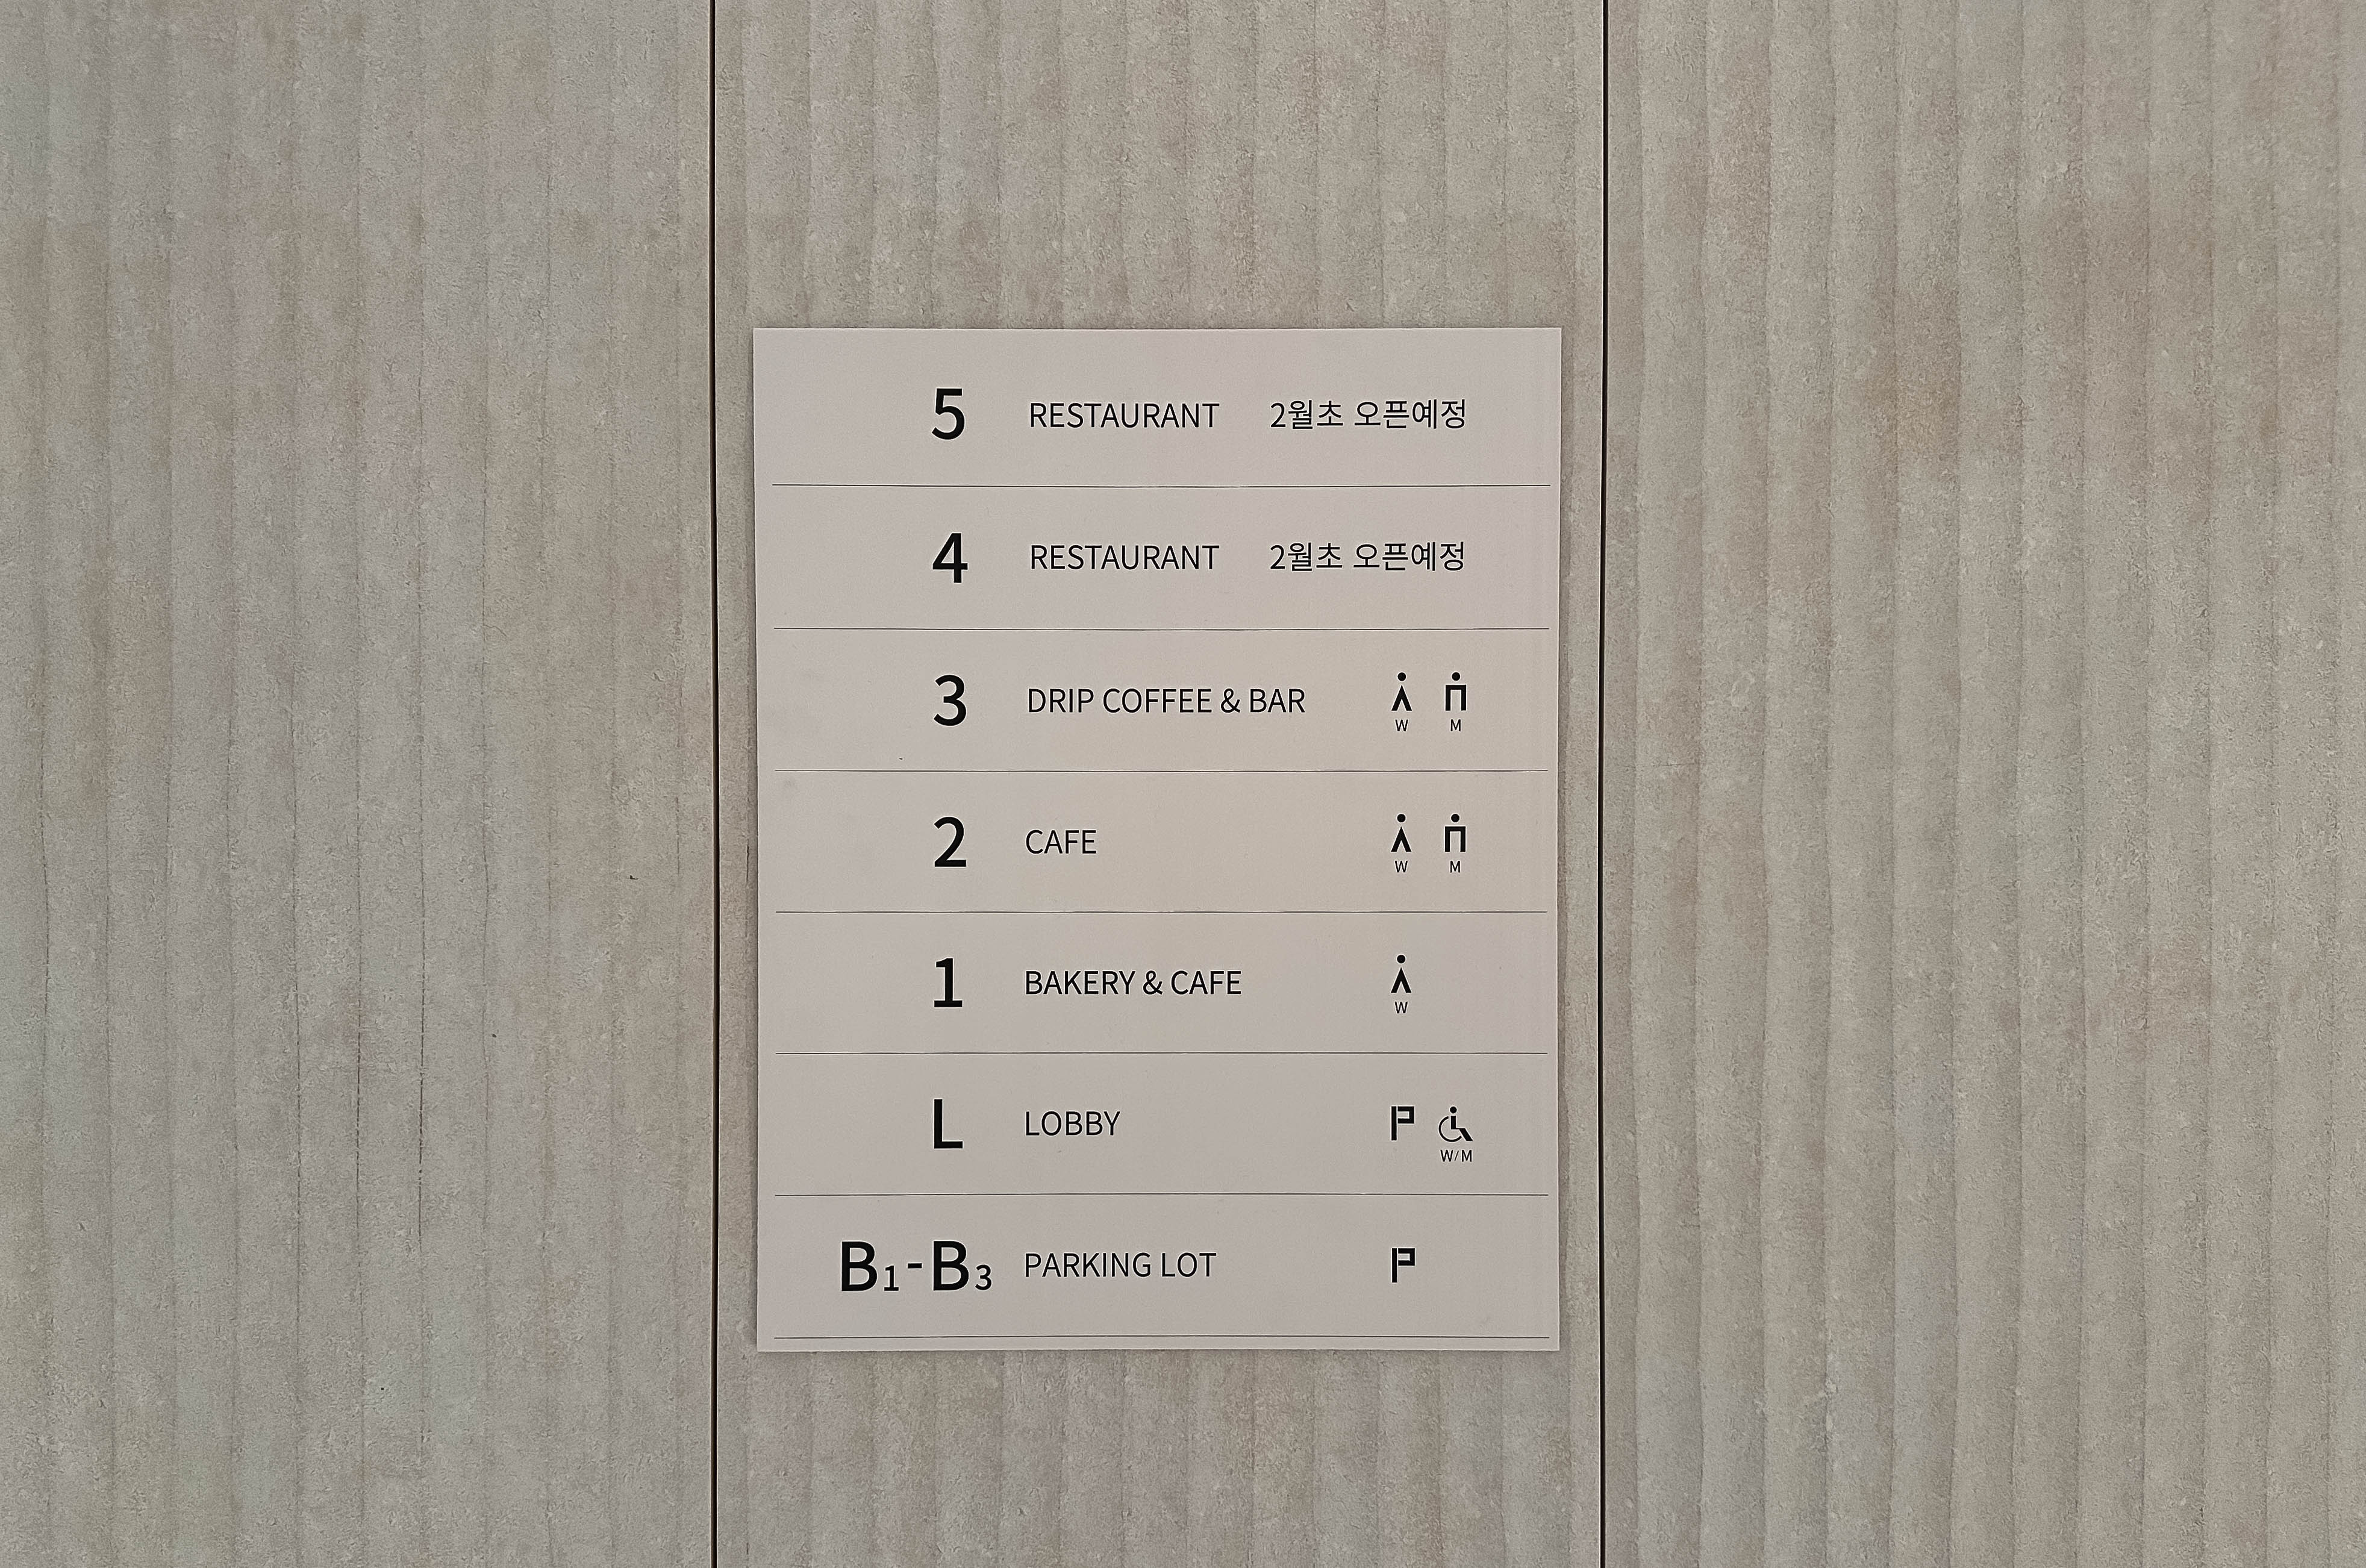 5 RESTAURANT 2월초 오픈예정
4 RESTAURANT 2월초 오픈예정
3 DRIP COFFEE & BAR W M
2 CAFE W M
1 BAKERY & CAFE W
L LOBBY P W/M
B1-B3 PARKING LOT P